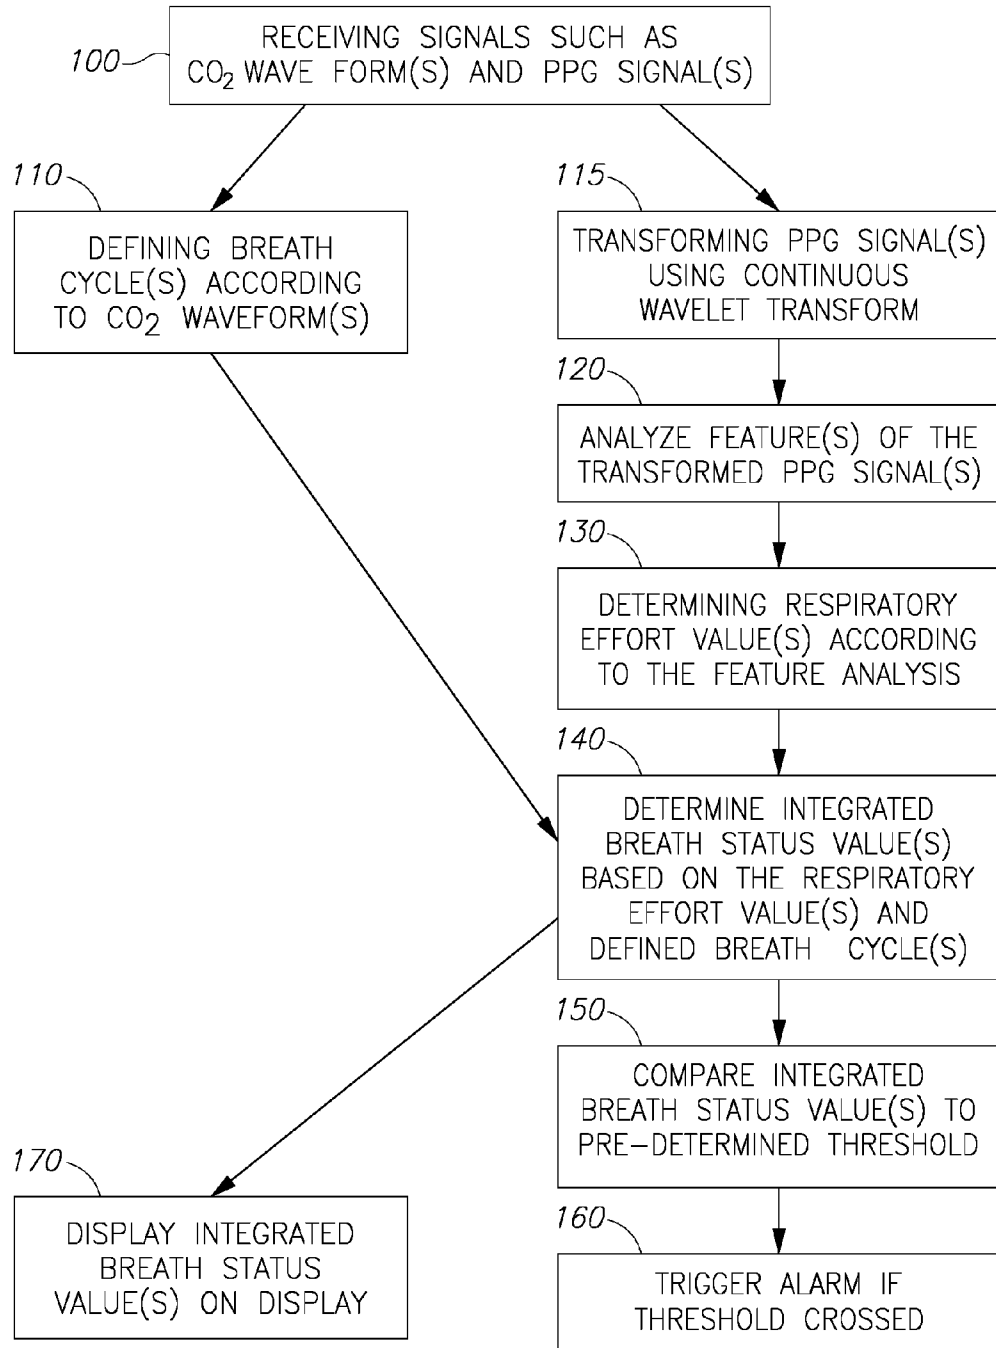 100
RECEIVING SIGNALS SUCH AS
CO2 WAVE FORM(S) AND PPG SIGNAL(S)
110
DEFINING BREATH
CYCLE(S) ACCORDING
TO CO2 WAVEFORM(S)
115
TRANSFORMING PPG SIGNAL(S)
USING CONTINUOUS
WAVELET TRANSFORM
120
ANALYZE FEATURE(S) OF THE
TRANSFORMED PPG SIGNAL(S)
130
DETERMINING RESPIRATORY
EFFORT VALUE(S) ACCORDING
TO THE FEATURE ANALYSIS
140
DETERMINE INTEGRATED
BREATH STATUS VALUE(S)
BASED ON THE RESPIRATORY
EFFORT VALUE(S) AND
DEFINED BREATH CYCLE(S)
150
COMPARE INTEGRATED
BREATH STATUS VALUE(S) TO
PRE-DETERMINED THRESHOLD
160
TRIGGER ALARM IF
THRESHOLD CROSSED
170
DISPLAY INTEGRATED
BREATH STATUS
VALUE(S) ON DISPLAY